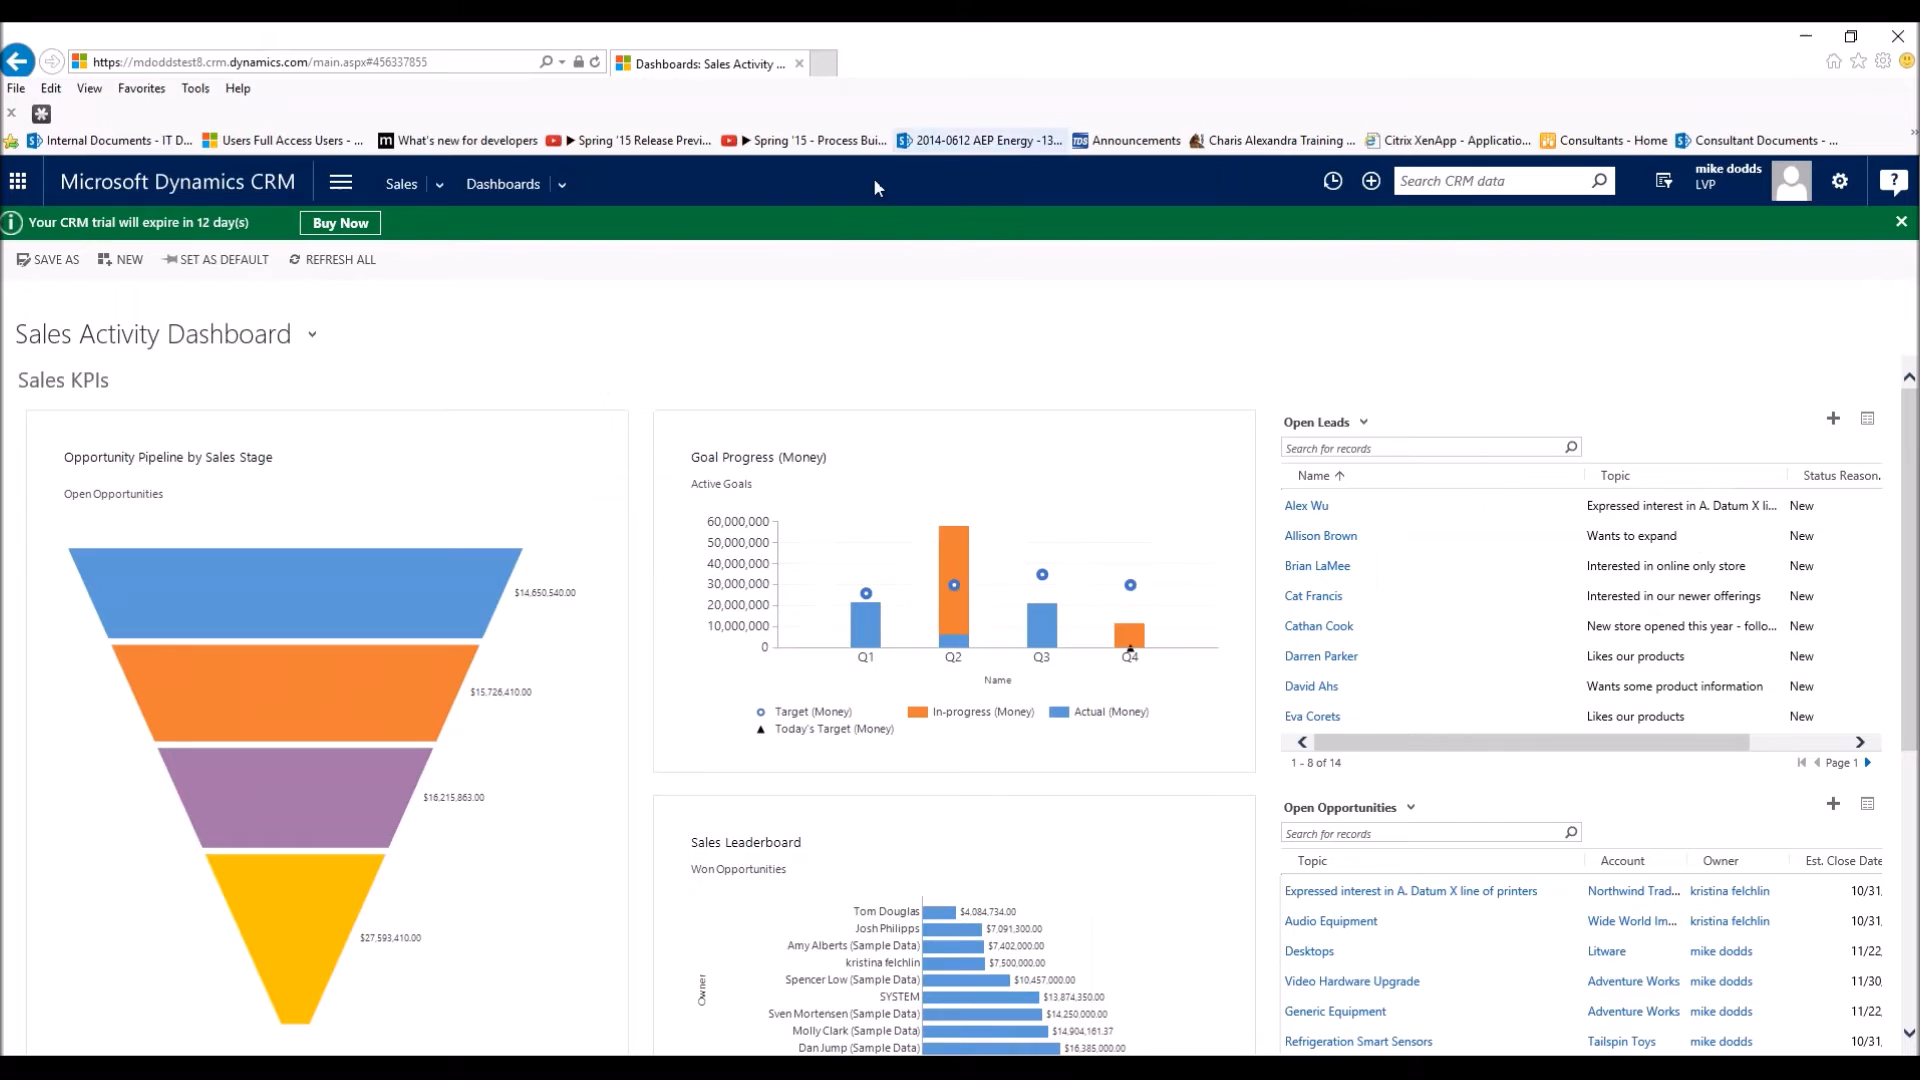 https://mdoddstest8.crm.dynamics.com/main.aspx#456337855
Dashboards: Sales Activity ...
File Edit View Favorites Tools Help
Internal Documents - IT D... Users Full Access Users - ... What's new for developers Spring '15 Release Previ... Spring '15 - Process Bui... 2014-0612 AEP Energy -13... Announcements Charis Alexandra Training ... Citrix XenApp - Applicatio... Consultants - Home Consultant Documents - ...
Microsoft Dynamics CRM Sales Dashboards Search CRM data mike dodds
LVP
Your CRM trial will expire in 12 day(s) Buy Now
SAVE AS NEW SET AS DEFAULT REFRESH ALL
Sales Activity Dashboard
Sales KPIs
Opportunity Pipeline by Sales Stage
Open Opportunities
$14,650,540.00
$15,726,410.00
$16,215,863.00
$27,593,410.00
Goal Progress (Money)
Active Goals
60,000,000
50,000,000
40,000,000
30,000,000
20,000,000
10,000,000
0
Q1 Q2 Q3 Q4
Name
Target (Money) In-progress (Money) Actual (Money)
Today's Target (Money)
Sales Leaderboard
Won Opportunities
Owner
Tom Douglas $4,084,734.00
Josh Philipps $7,091,300.00
Amy Alberts (Sample Data) $7,402,000.00
kristina felchlin $7,500,000.00
Spencer Low (Sample Data) $10,457,000.00
SYSTEM $13,874,350.00
Sven Mortensen (Sample Data) $14,250,000.00
Molly Clark (Sample Data) $14,904,161.37
Dan Jump (Sample Data) $16,385,000.00
Open Leads
Search for records
Name Topic Status Reason.
Alex Wu Expressed interest in A. Datum X li... New
Allison Brown Wants to expand New
Brian LaMee Interested in online only store New
Cat Francis Interested in our newer offerings New
Cathan Cook New store opened this year - follo... New
Darren Parker Likes our products New
David Ahs Wants some product information New
Eva Corets Likes our products New
1 - 8 of 14 Page 1
Open Opportunities
Search for records
Topic Account Owner Est. Close Date
Expressed interest in A. Datum X line of printers Northwind Trad... kristina felchlin 10/31,
Audio Equipment Wide World Im... kristina felchlin 10/31,
Desktops Litware mike dodds 11/22,
Video Hardware Upgrade Adventure Works mike dodds 11/30,
Generic Equipment Adventure Works mike dodds 11/22,
Refrigeration Smart Sensors Tailspin Toys mike dodds 10/31,